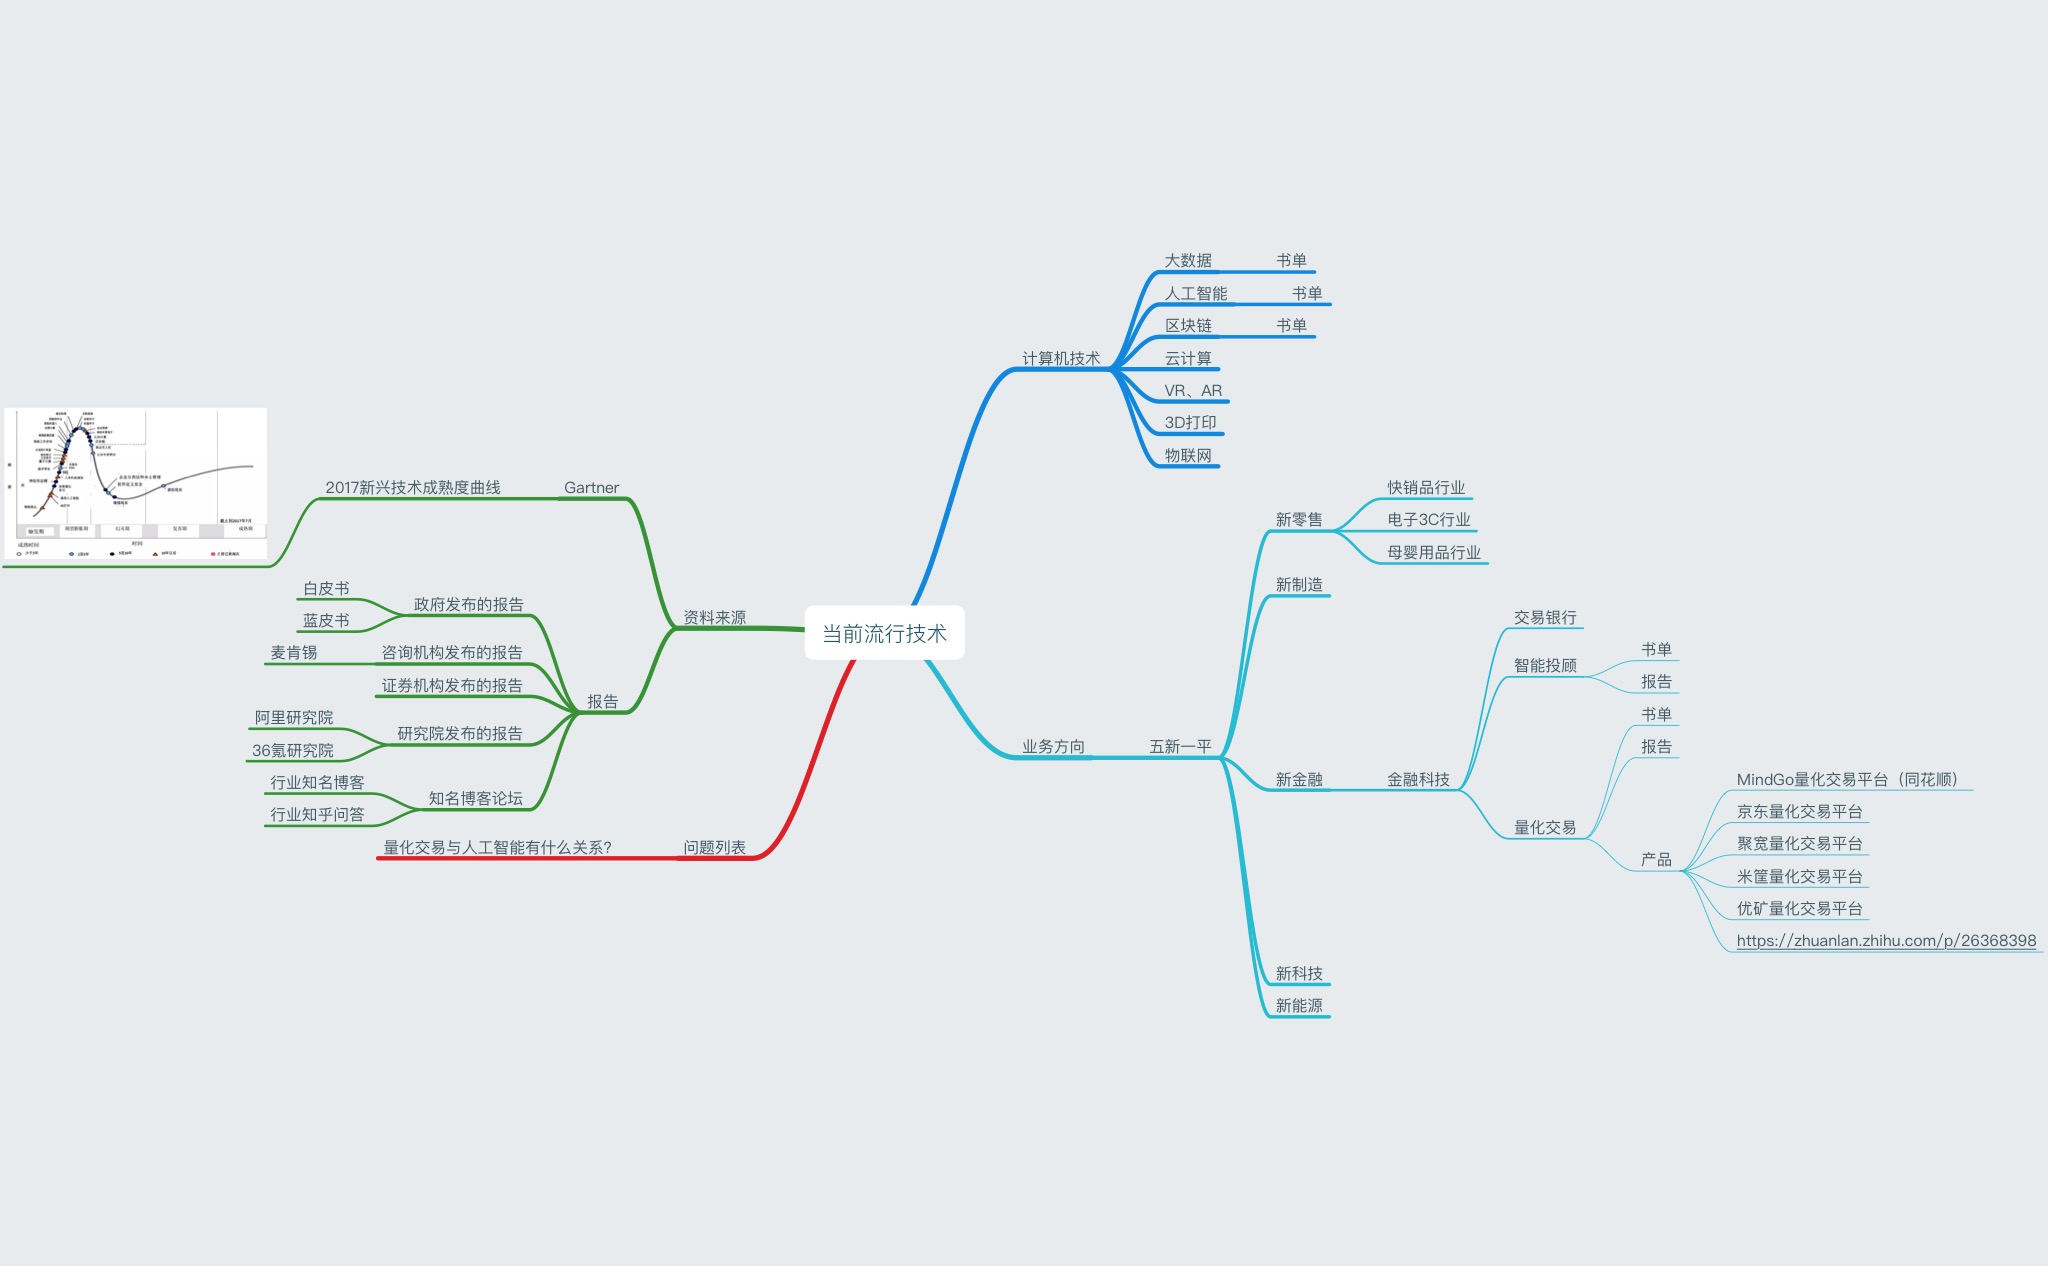 当前流行技术
计算机技术
大数据
书单
人工智能
书单
区块链
书单
云计算
VR、AR
3D打印
物联网
业务方向
五新一平
新零售
快销品行业
电子3C行业
母婴用品行业
新制造
新金融
金融科技
交易银行
智能投顾
书单
报告
量化交易
书单
报告
产品
MindGo量化交易平台（同花顺）
京东量化交易平台
聚宽量化交易平台
米筐量化交易平台
优矿量化交易平台
https://zhuanlan.zhihu.com/p/26368398
新科技
新能源
资料来源
Gartner
2017新兴技术成熟度曲线
截止到2017年7月
时间
报告
政府发布的报告
白皮书
蓝皮书
咨询机构发布的报告
麦肯锡
证券机构发布的报告
研究院发布的报告
阿里研究院
36氪研究院
知名博客论坛
行业知名博客
行业知乎问答
问题列表
量化交易与人工智能有什么关系?